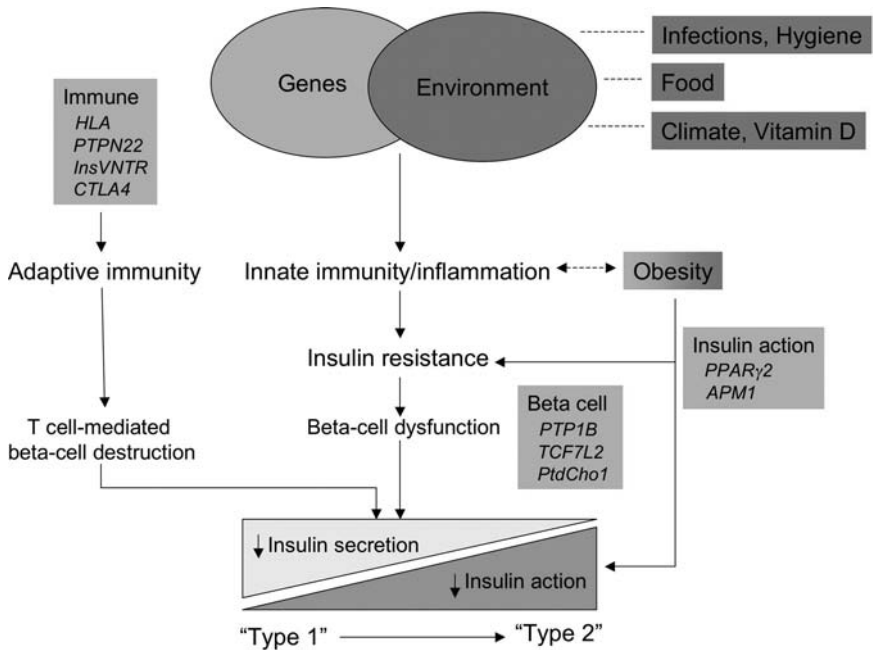 Genes
Environment
Infections, Hygiene
Food
Climate, Vitamin D
Immune
HLA
PTPN22
InsVNTR
CTLA4
Adaptive immunity
Innate immunity/inflammation
Obesity
Insulin resistance
Insulin action
PPARγ2
APM1
T cell-mediated
beta-cell destruction
Beta-cell dysfunction
Beta cell
PTP1B
TCF7L2
PtdCho1
↓ Insulin secretion
↓ Insulin action
“Type 1” “Type 2”